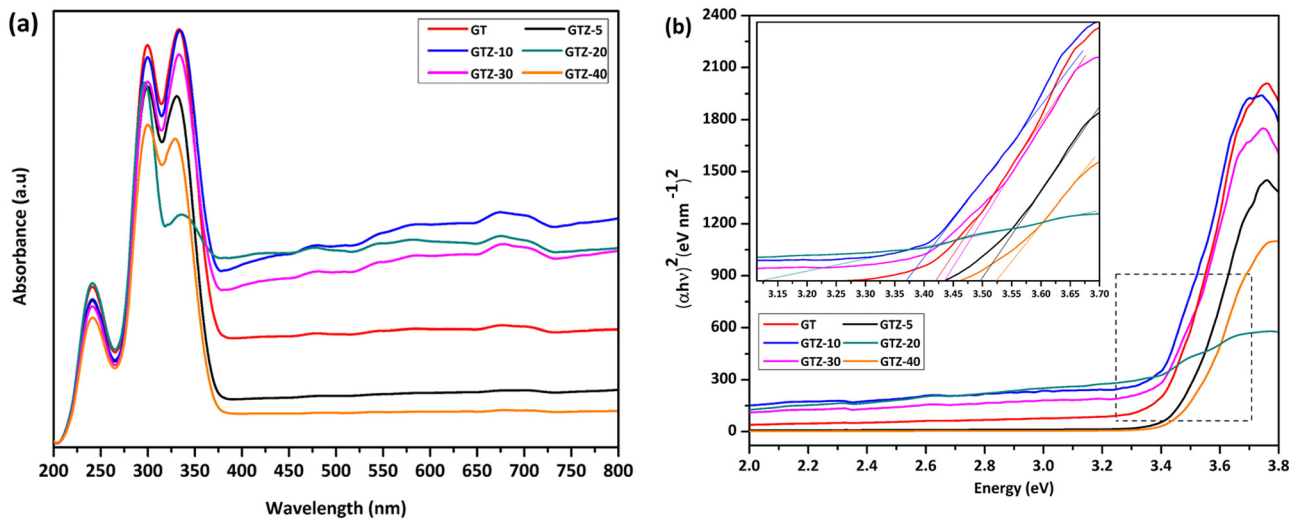 (a)
GT GTZ-5
GTZ-10 GTZ-20
GTZ-30 GTZ-40
Absorbance (a.u)
200 250 300 350 400 450 500 550 600 650 700 750 800
Wavelength (nm)
(b)
2400
2100
1800
1500
1200
900
600
300
0
(αhν)² (eV nm⁻¹)²
3.15 3.20 3.25 3.30 3.35 3.40 3.45 3.50 3.55 3.60 3.65 3.70
GT GTZ-5
GTZ-10 GTZ-20
GTZ-30 GTZ-40
2.0 2.2 2.4 2.6 2.8 3.0 3.2 3.4 3.6 3.8
Energy (eV)